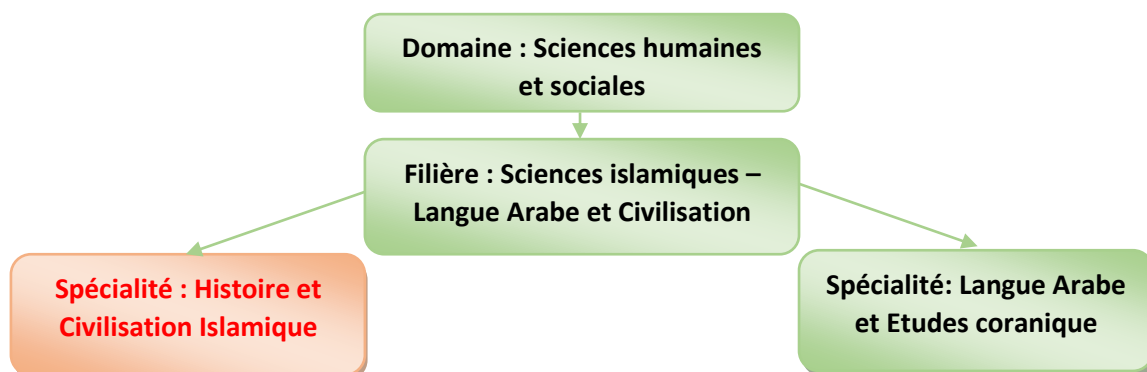 Domaine : Sciences humaines
et sociales
Filière : Sciences islamiques –
Langue Arabe et Civilisation
Spécialité : Histoire et
Civilisation Islamique
Spécialité: Langue Arabe
et Etudes coranique